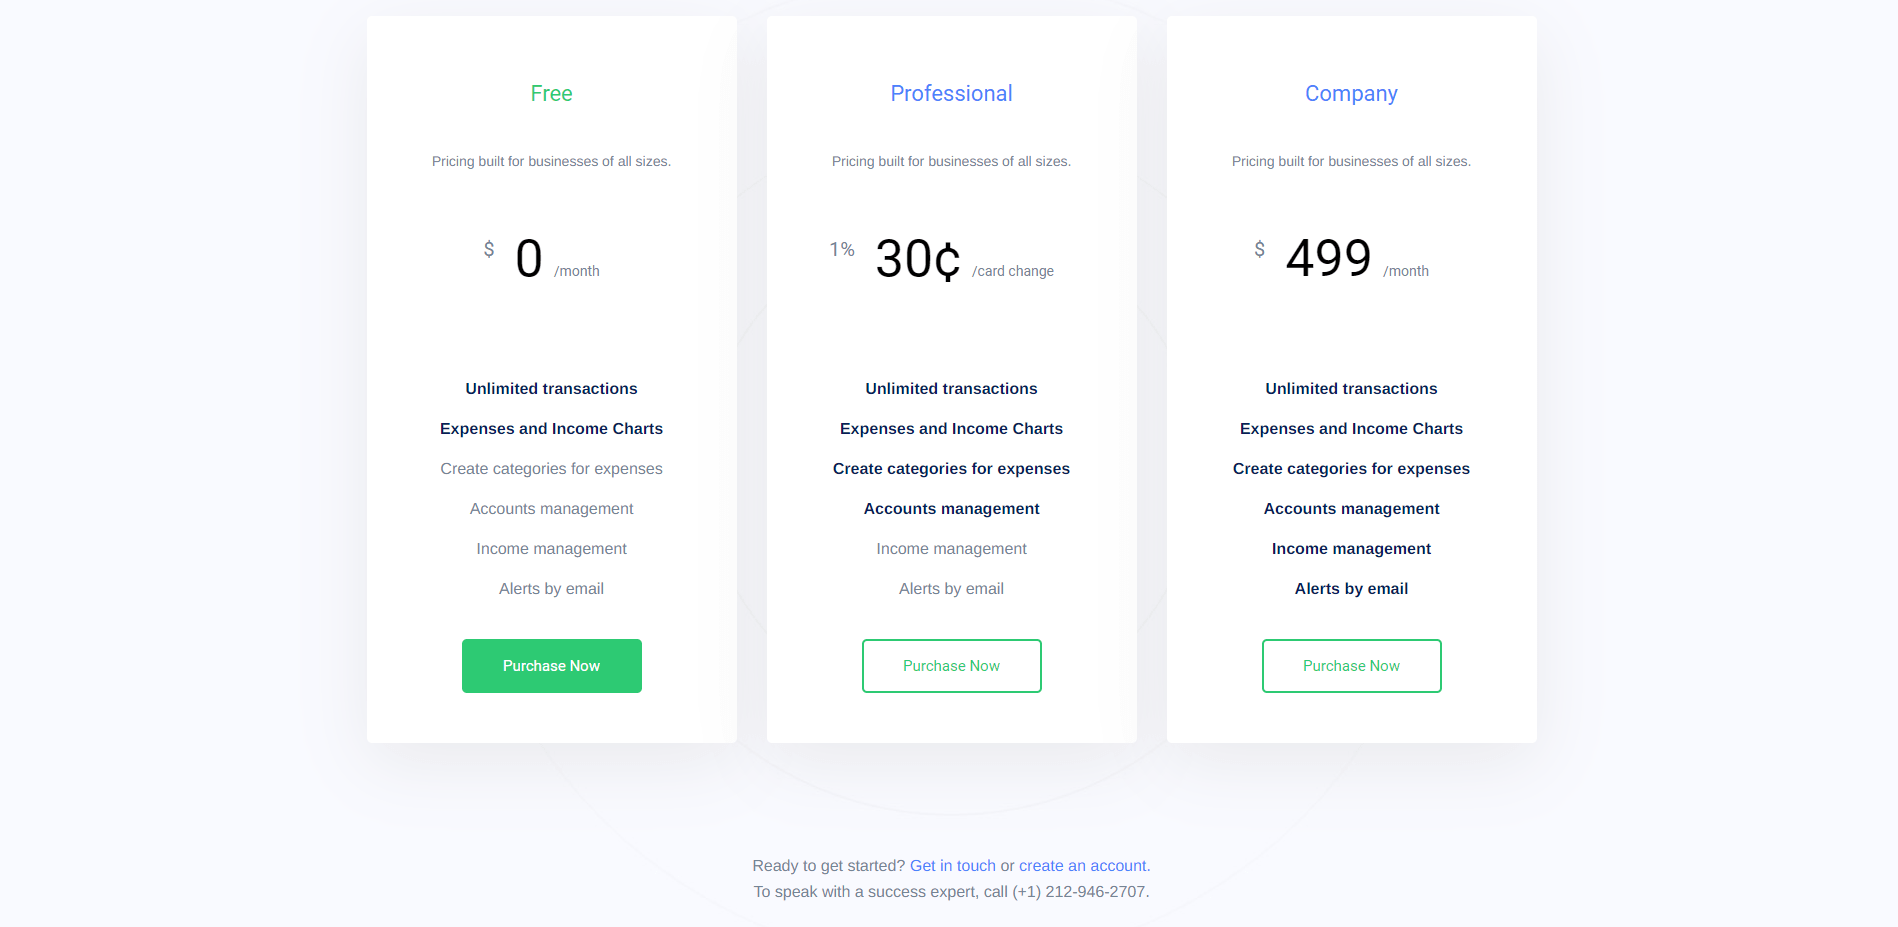 Free
Pricing built for businesses of all sizes.
$ 0 /month
Unlimited transactions
Expenses and Income Charts
Create categories for expenses
Accounts management
Income management
Alerts by email
Purchase Now
Professional
Pricing built for businesses of all sizes.
1% 30¢ /card change
Unlimited transactions
Expenses and Income Charts
Create categories for expenses
Accounts management
Income management
Alerts by email
Purchase Now
Company
Pricing built for businesses of all sizes.
$ 499 /month
Unlimited transactions
Expenses and Income Charts
Create categories for expenses
Accounts management
Income management
Alerts by email
Purchase Now
Ready to get started? Get in touch or create an account.
To speak with a success expert, call (+1) 212-946-2707.